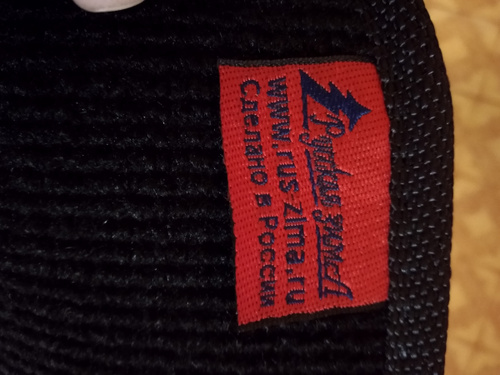 Русская зима
www.rus-zima.ru
Сделано в России